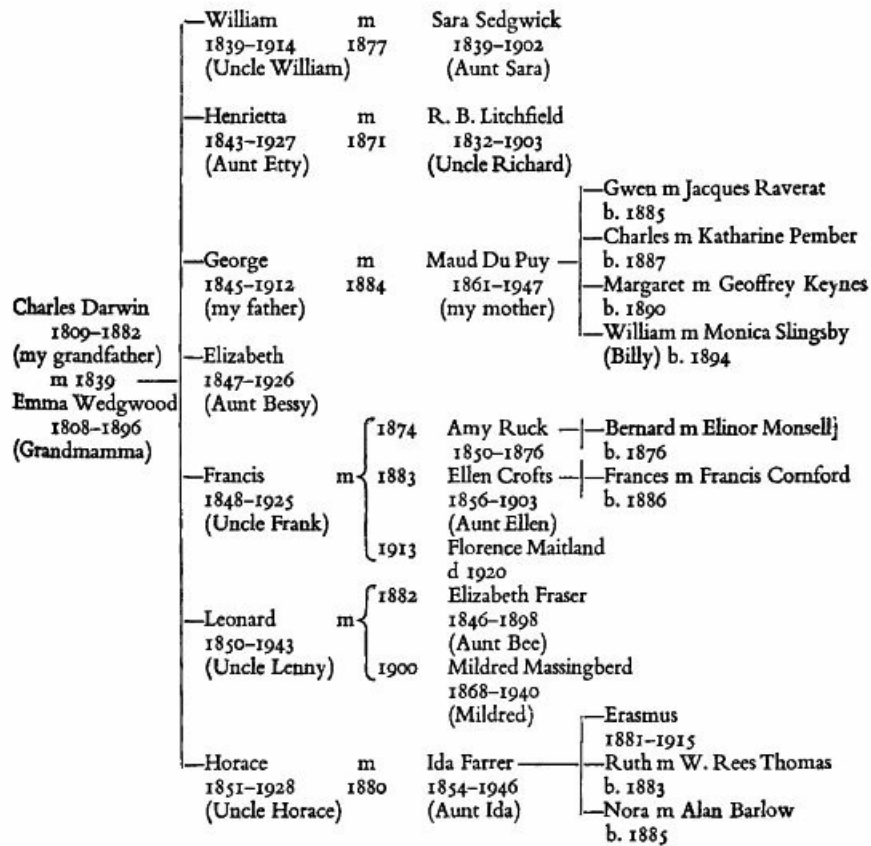 William m Sara Sedgwick
1839–1914 1877 1839–1902
(Uncle William) (Aunt Sara)
Henrietta m R. B. Litchfield
1843–1927 1871 1832–1903
(Aunt Etty) (Uncle Richard)
Gwen m Jacques Raverat
b. 1885
Charles m Katharine Pember
George m Maud Du Puy b. 1887
1845–1912 1884 1861–1947 Margaret m Geoffrey Keynes
(my father) (my mother) b. 1890
Charles Darwin
1809–1882 William m Monica Slingsby
(my grandfather) Elizabeth (Billy) b. 1894
m 1839 1847–1926
Emma Wedgwood (Aunt Bessy)
1808–1896 1874 Amy Ruck Bernard m Elinor Monsellj
(Grandmamma) 1850–1876 b. 1876
Francis m 1883 Ellen Crofts Frances m Francis Cornford
1848–1925 1856–1903 b. 1886
(Uncle Frank) (Aunt Ellen)
1913 Florence Maitland
d 1920
1882 Elizabeth Fraser
Leonard m 1846–1898
1850–1943 (Aunt Bee)
(Uncle Lenny) 1900 Mildred Massingberd
1868–1940
(Mildred) Erasmus
1881–1915
Horace m Ida Farrer Ruth m W. Rees Thomas
1851–1928 1880 1854–1946 b. 1883
(Uncle Horace) (Aunt Ida) Nora m Alan Barlow
b. 1885